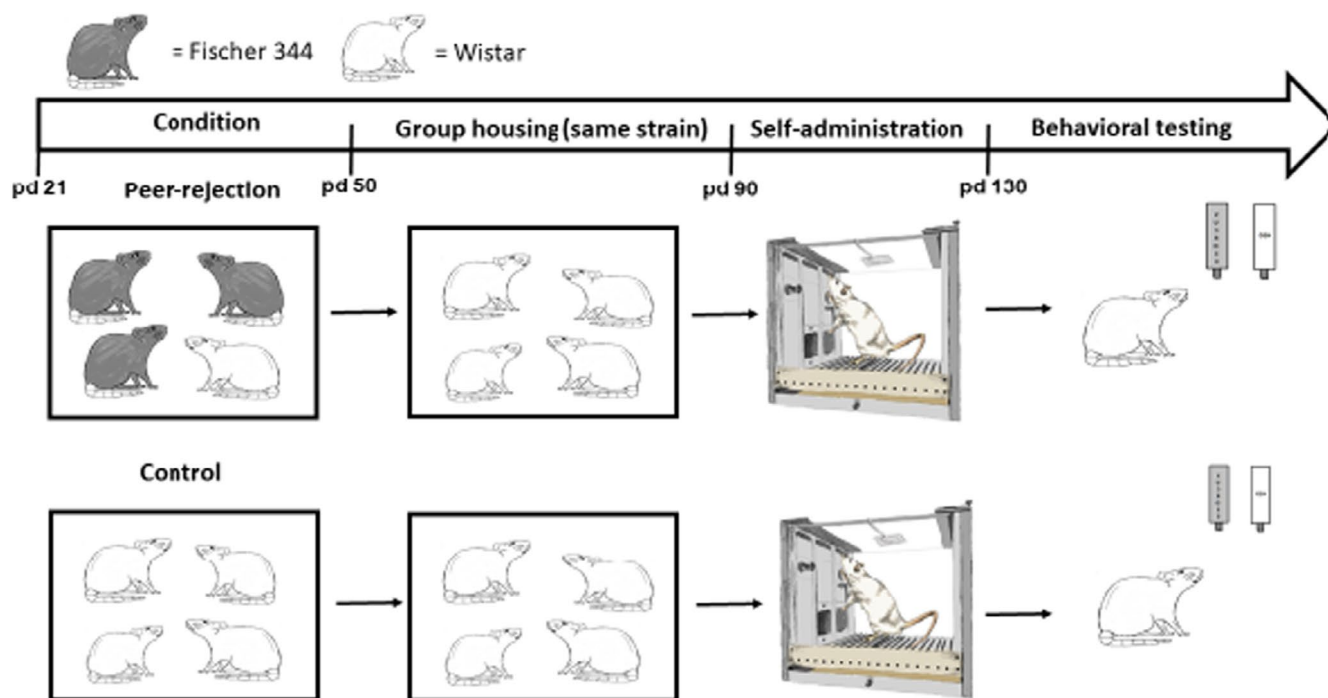 = Fischer 344
= Wistar
Condition
Group housing (same strain)
Self-administration
Behavioral testing
pd 21
Peer-rejection
pd 50
pd 90
pd 130
Control